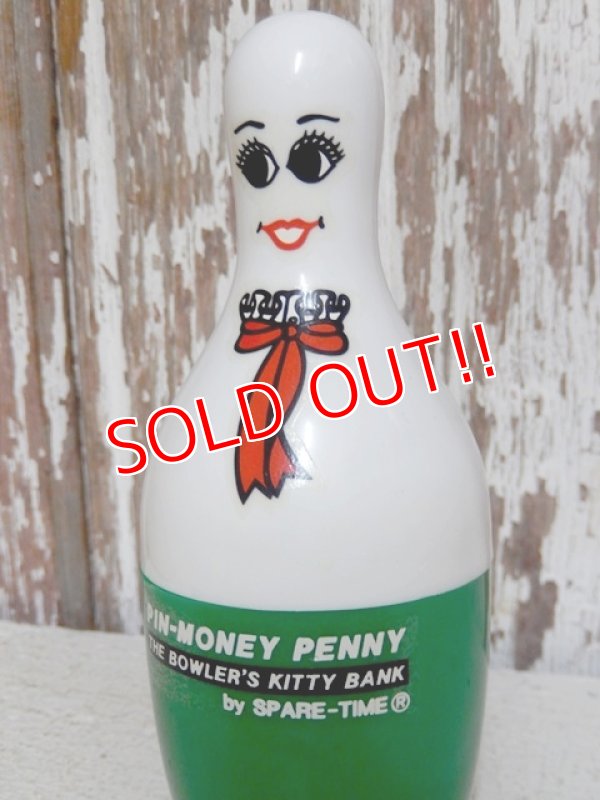 SOLD OUT!!
PIN-MONEY PENNY
THE BOWLER'S KITTY BANK
by SPARE-TIME®